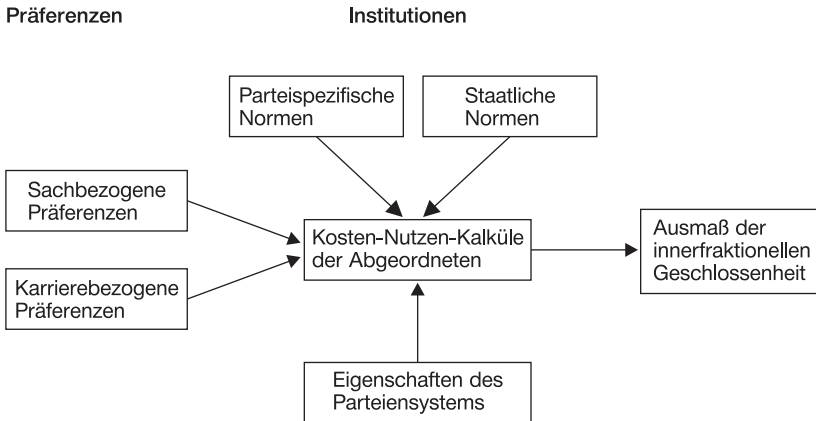 Präferenzen
Institutionen
Parteispezifische
Normen
Staatliche
Normen
Sachbezogene
Präferenzen
Karrierebezogene
Präferenzen
Kosten-Nutzen-Kalküle
der Abgeordneten
Ausmaß der
innerfraktionellen
Geschlossenheit
Eigenschaften des
Parteiensystems